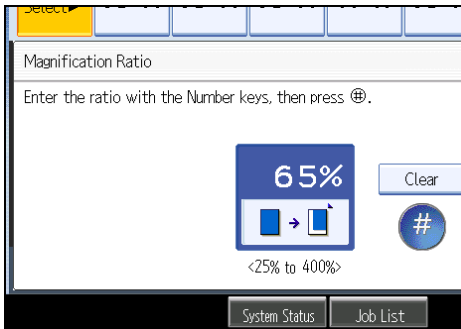 Select►
Magnification Ratio
Enter the ratio with the Number keys, then press ⊕.
65%
Clear
#
<25% to 400%>
System Status
Job List